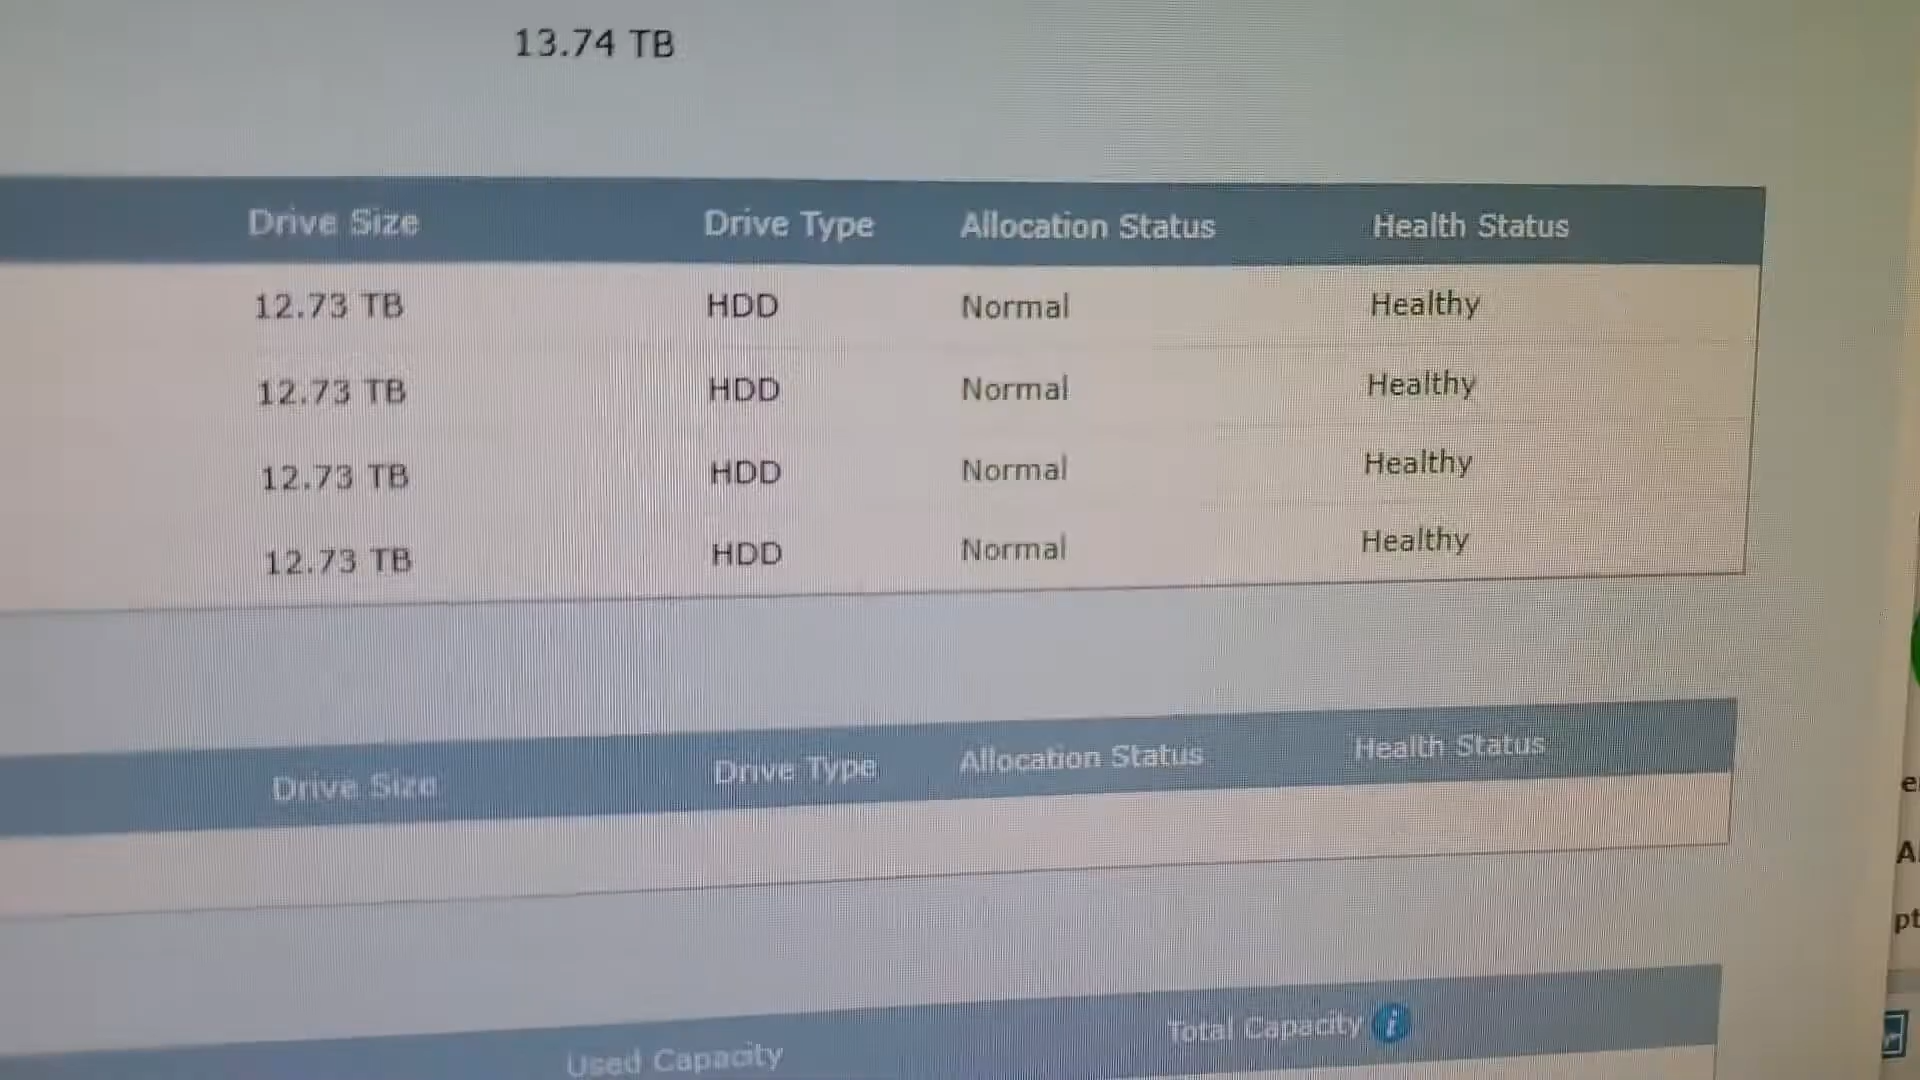 13.74 TB
Drive Size Drive Type Allocation Status Health Status
12.73 TB HDD Normal Healthy
12.73 TB HDD Normal Healthy
12.73 TB HDD Normal Healthy
12.73 TB HDD Normal Healthy
Drive Size Drive Type Allocation Status Health Status
Used Capacity Total Capacity i